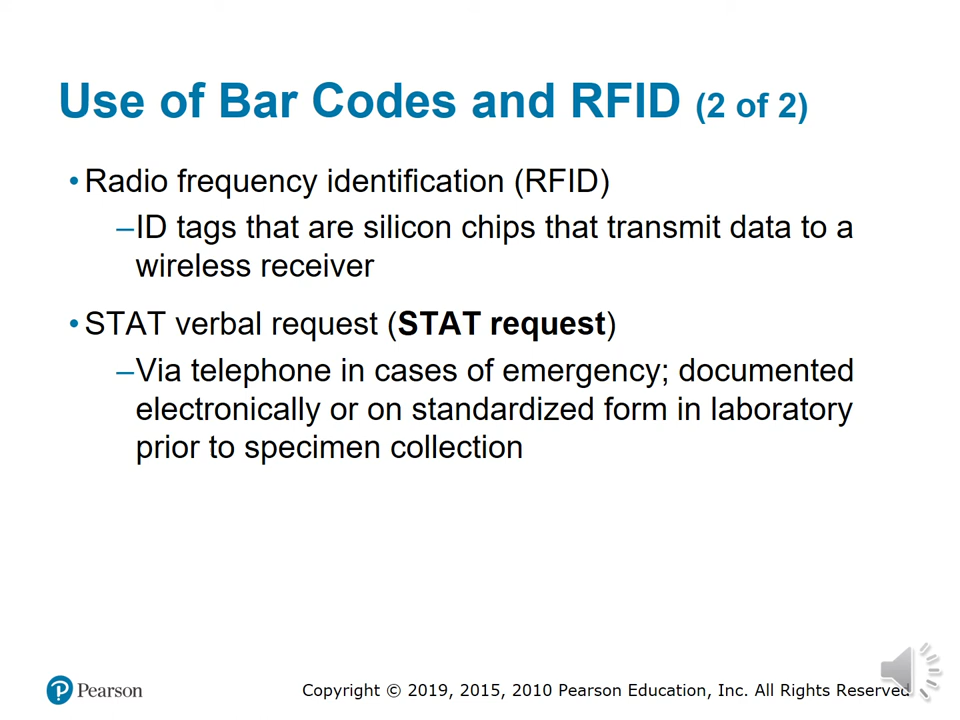 Use of Bar Codes and RFID (2 of 2)
•Radio frequency identification (RFID)
–ID tags that are silicon chips that transmit data to a
wireless receiver
•STAT verbal request (STAT request)
–Via telephone in cases of emergency; documented
electronically or on standardized form in laboratory
prior to specimen collection
P Pearson
Copyright © 2019, 2015, 2010 Pearson Education, Inc. All Rights Reserved